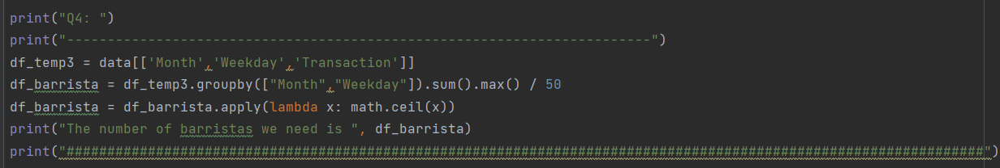 print("Q4: ")
print("------------------------------------------------------------------------")
df_temp3 = data[['Month','Weekday','Transaction']]
df_barrista = df_temp3.groupby(["Month","Weekday"]).sum().max() / 50
df_barrista = df_barrista.apply(lambda x: math.ceil(x))
print("The number of barristas we need is ", df_barrista)
print("#################################################################################################################")